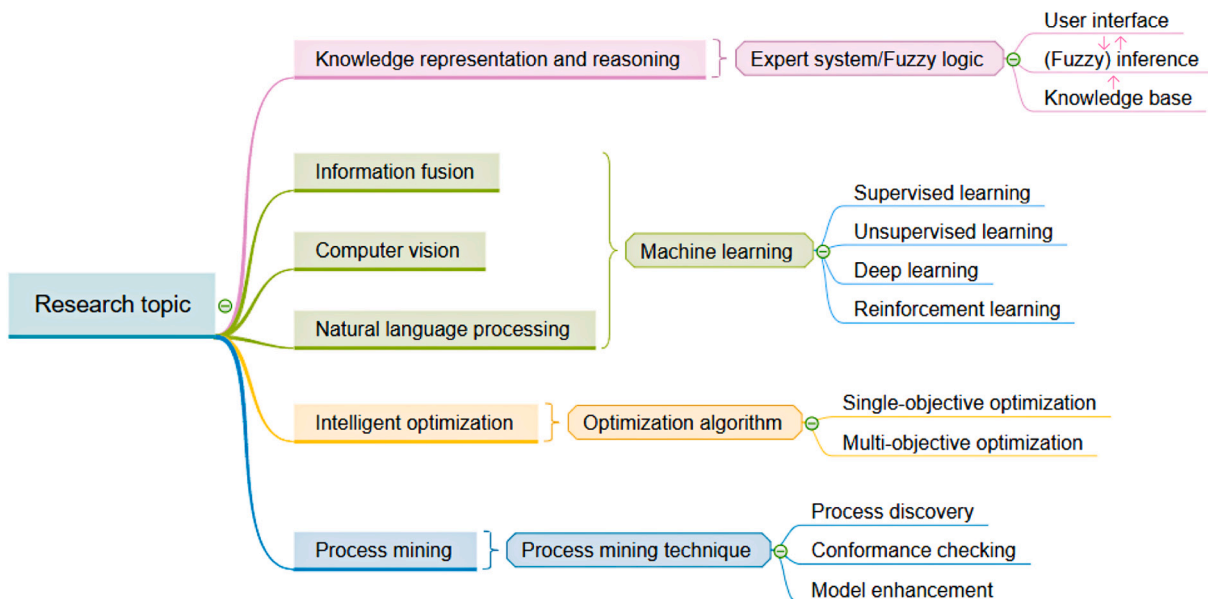 Research topic
Knowledge representation and reasoning
Expert system/Fuzzy logic
User interface
(Fuzzy) inference
Knowledge base
Information fusion
Computer vision
Natural language processing
Machine learning
Supervised learning
Unsupervised learning
Deep learning
Reinforcement learning
Intelligent optimization
Optimization algorithm
Single-objective optimization
Multi-objective optimization
Process mining
Process mining technique
Process discovery
Conformance checking
Model enhancement